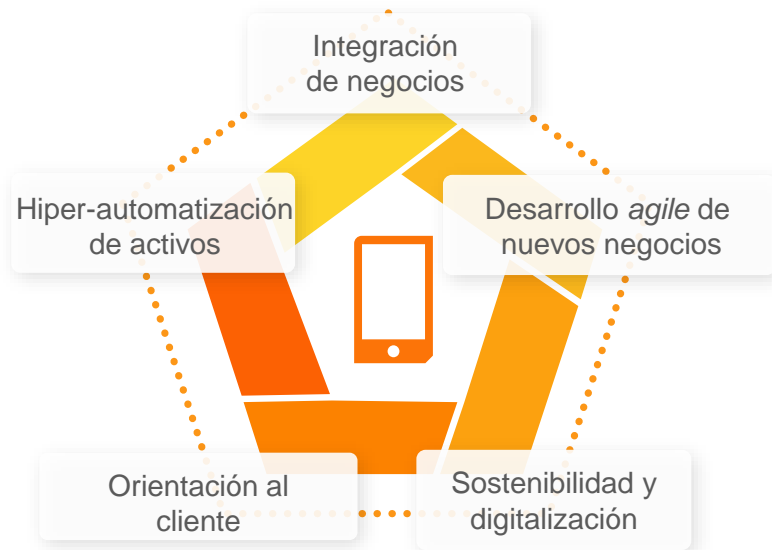 Integración
de negocios
Hiper-automatización
de activos
Desarrollo agile de
nuevos negocios
Orientación al
cliente
Sostenibilidad y
digitalización